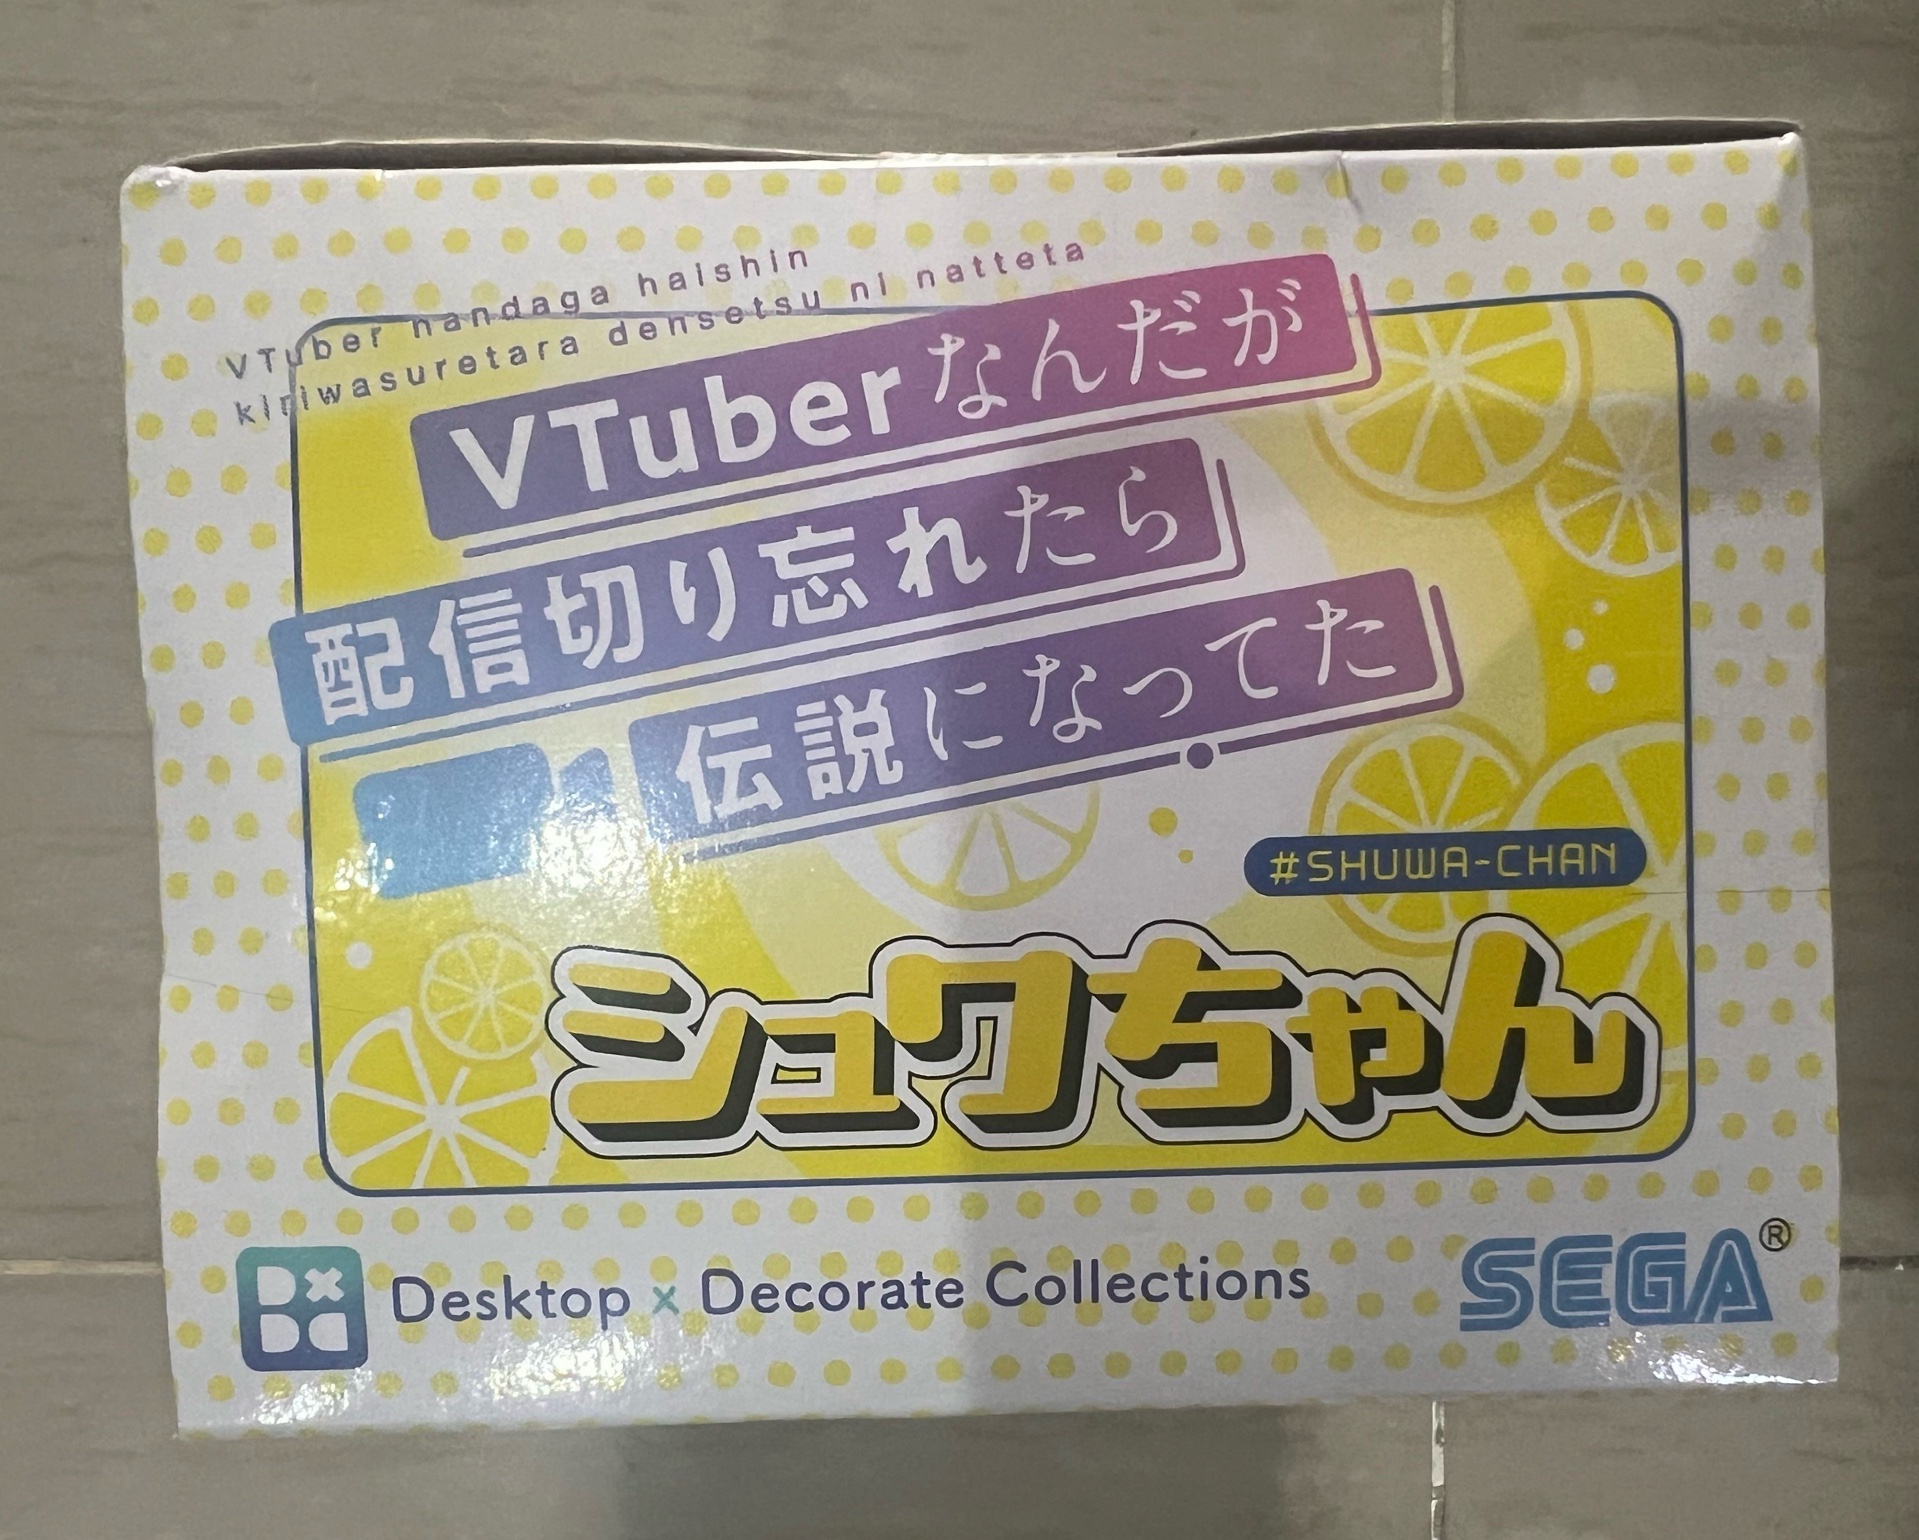 VTuber nandaga haishin
kiriwasuretara densetsu ni natteta
VTuberなんだが
配信切り忘れたら
伝説になってた
#SHUWA-CHAN
シュワちゃん
Desktop x Decorate Collections
SEGA®